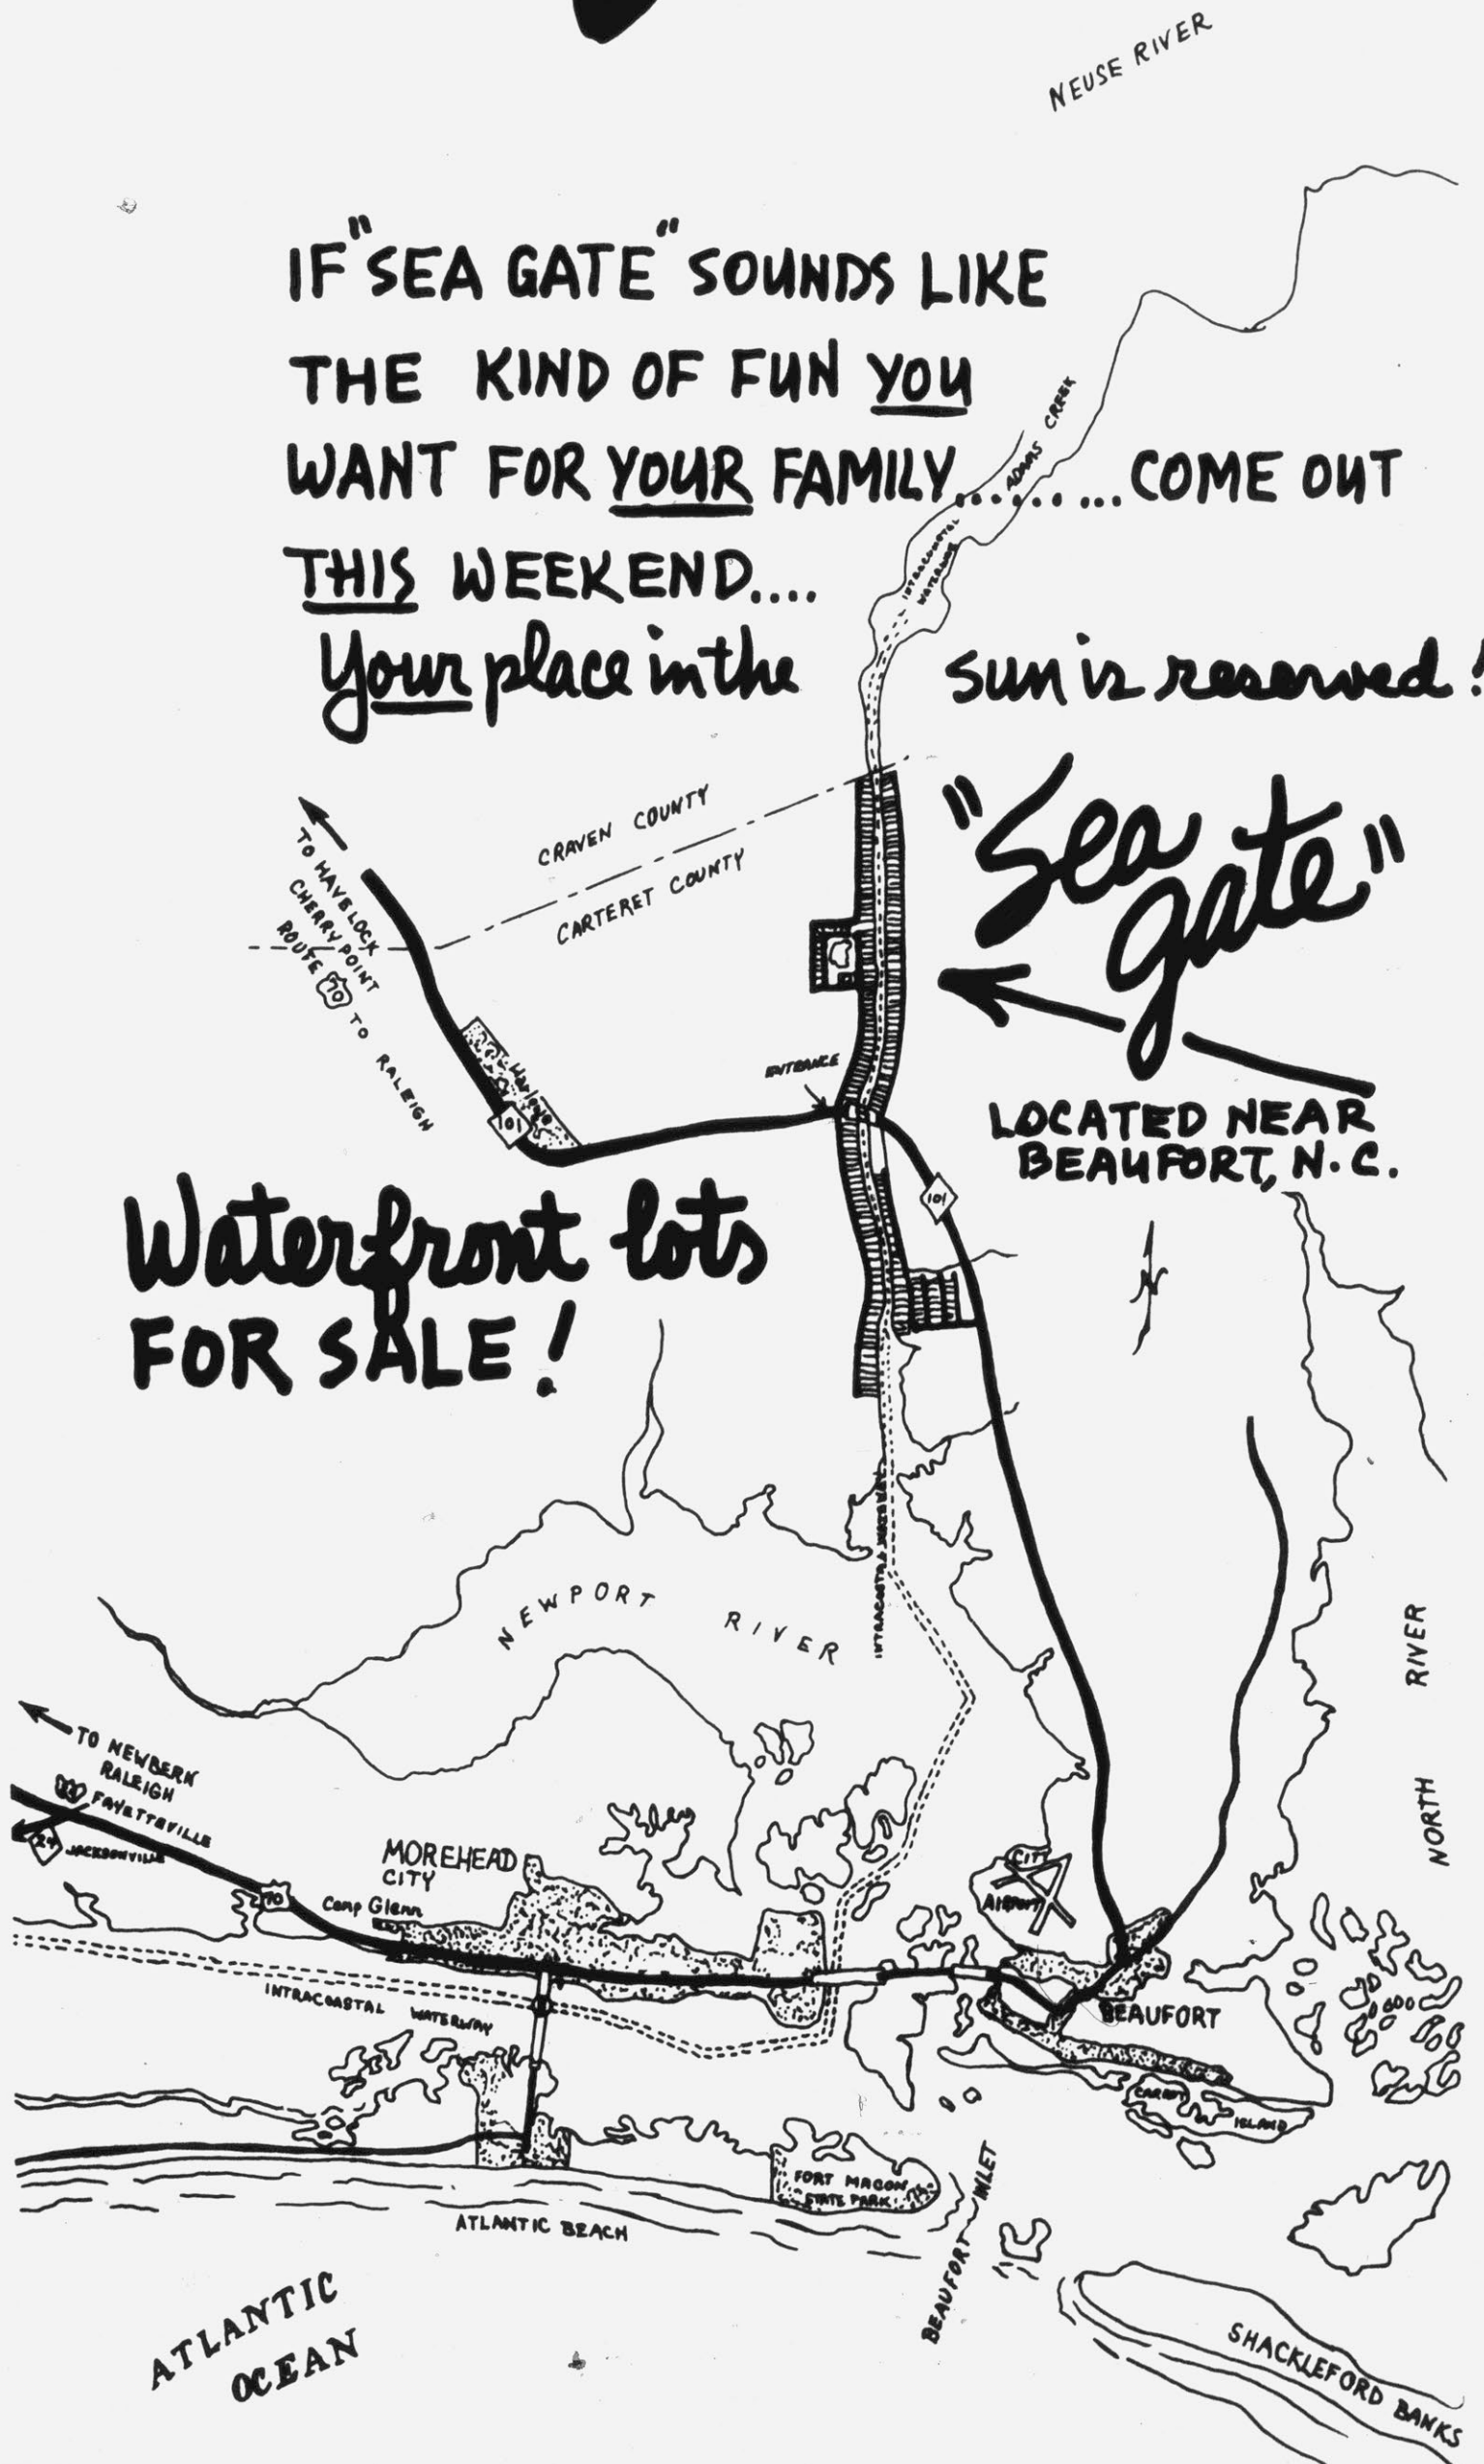 NEUSE RIVER
IF "SEA GATE" SOUNDS LIKE
THE KIND OF FUN YOU
WANT FOR YOUR FAMILY.........COME OUT
THIS WEEKEND....
Your place in the sun is reserved!
ADAMS CREEK
INTRACOASTAL
WATERWAY
CRAVEN COUNTY
CARTERET COUNTY
"Sea
gate"
TO HAVELOCK
CHERRY POINT
ROUTE 70 TO RALEIGH
ENTRANCE
Harlowe
101
LOCATED NEAR
BEAUFORT, N.C.
101
Waterfront lots
FOR SALE!
N
INTRACOASTAL WATERWAY
NEWPORT RIVER
NORTH RIVER
TO NEWBERN
RALEIGH
FAYETTEVILLE
24 JACKSONVILLE
70
MOREHEAD
CITY
Camp Glenn
CITY
AIRPORT
INTRACOASTAL WATERWAY
BEAUFORT
CARROT ISLAND
FORT MACON
STATE PARK
ATLANTIC BEACH
BEAUFORT INLET
ATLANTIC
OCEAN
SHACKLEFORD BANKS